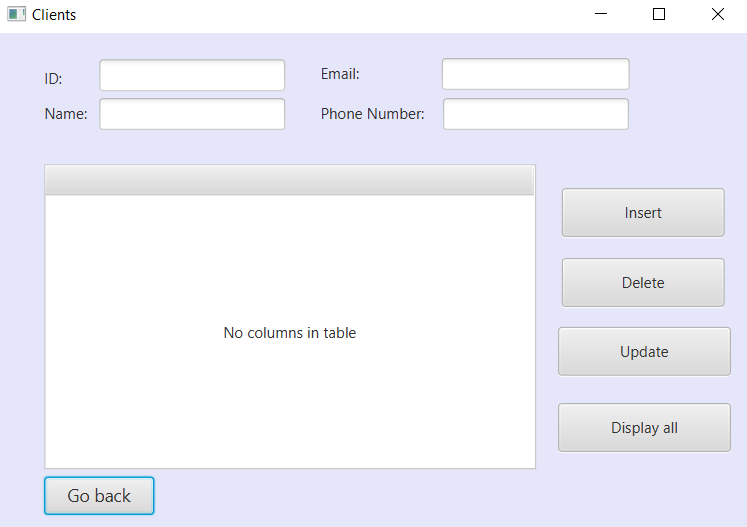 Clients
ID:
Email:
Name:
Phone Number:
Insert
Delete
No columns in table
Update
Display all
Go back